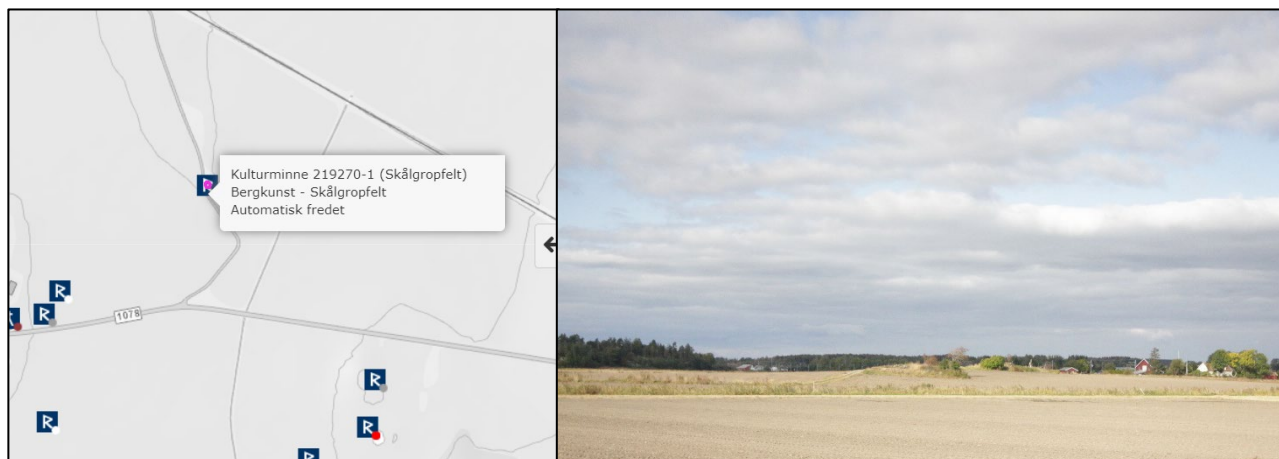 Kulturminne 219270-1 (Skålgropfelt)
Bergkunst - Skålgropfelt
Automatisk fredet
1078